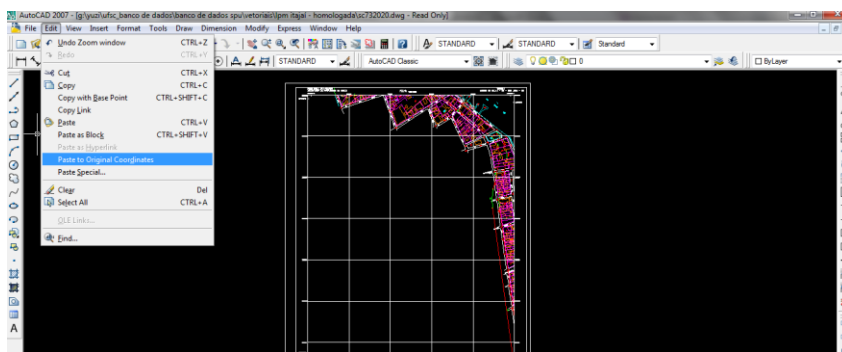 AutoCAD 2007 - [g:\yuzi\ufsc_banco de dados\banco de dados spu\vetoriais\lpm itajaí - homologada\sc732020.dwg - Read Only]
File Edit View Insert Format Tools Draw Dimension Modify Express Window Help
STANDARD STANDARD Standard
STANDARD AutoCAD Classic 0 ByLayer
Undo Zoom window CTRL+Z
Redo CTRL+Y
Cut CTRL+X
Copy CTRL+C
Copy with Base Point CTRL+SHIFT+C
Copy Link
Paste CTRL+V
Paste as Block CTRL+SHIFT+V
Paste as Hyperlink
Paste to Original Coordinates
Paste Special...
Clear Del
Select All CTRL+A
OLE Links...
Find...
A